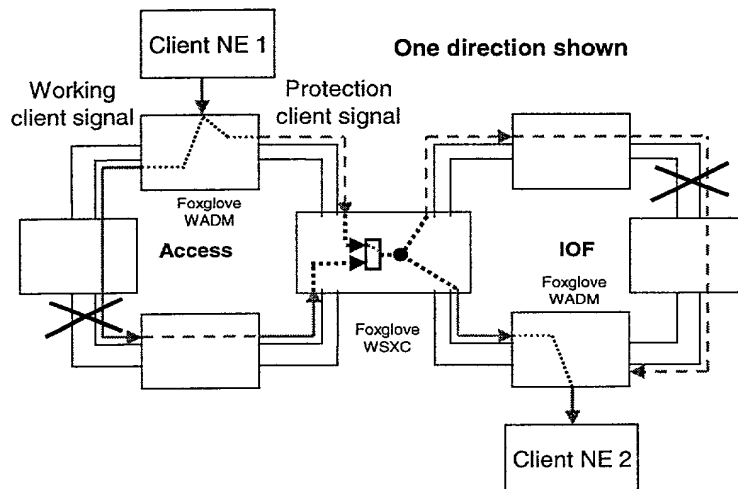 Client NE 1
One direction shown
Working
client signal
Protection
client signal
Foxglove
WADM
Access
IOF
Foxglove
WADM
Foxglove
WSXC
Client NE 2